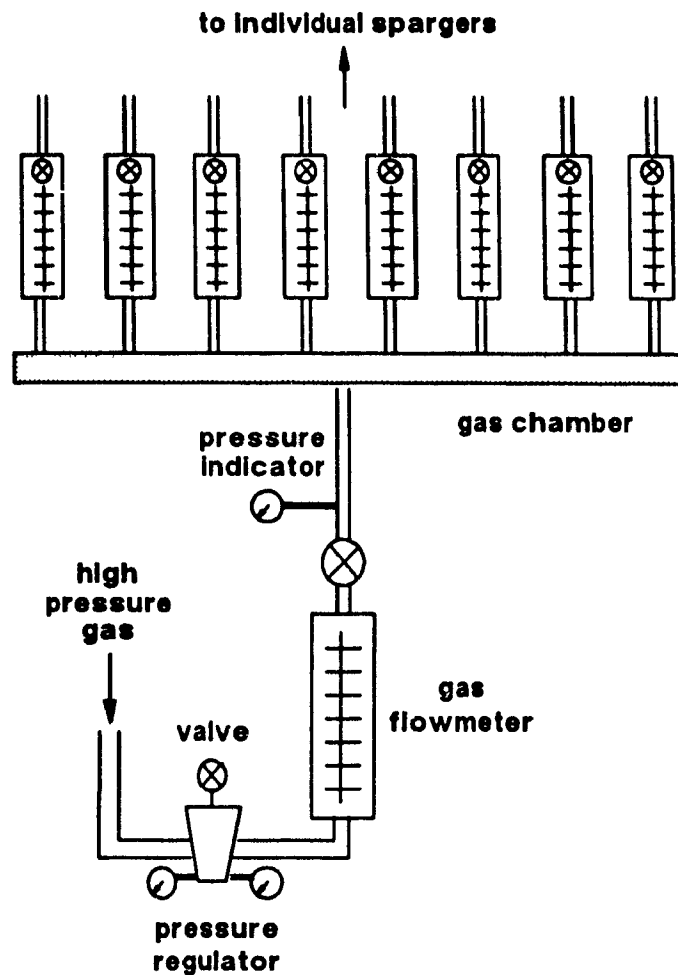 to individual spargers
gas chamber
pressure
indicator
high
pressure
gas
gas
flowmeter
valve
pressure
regulator